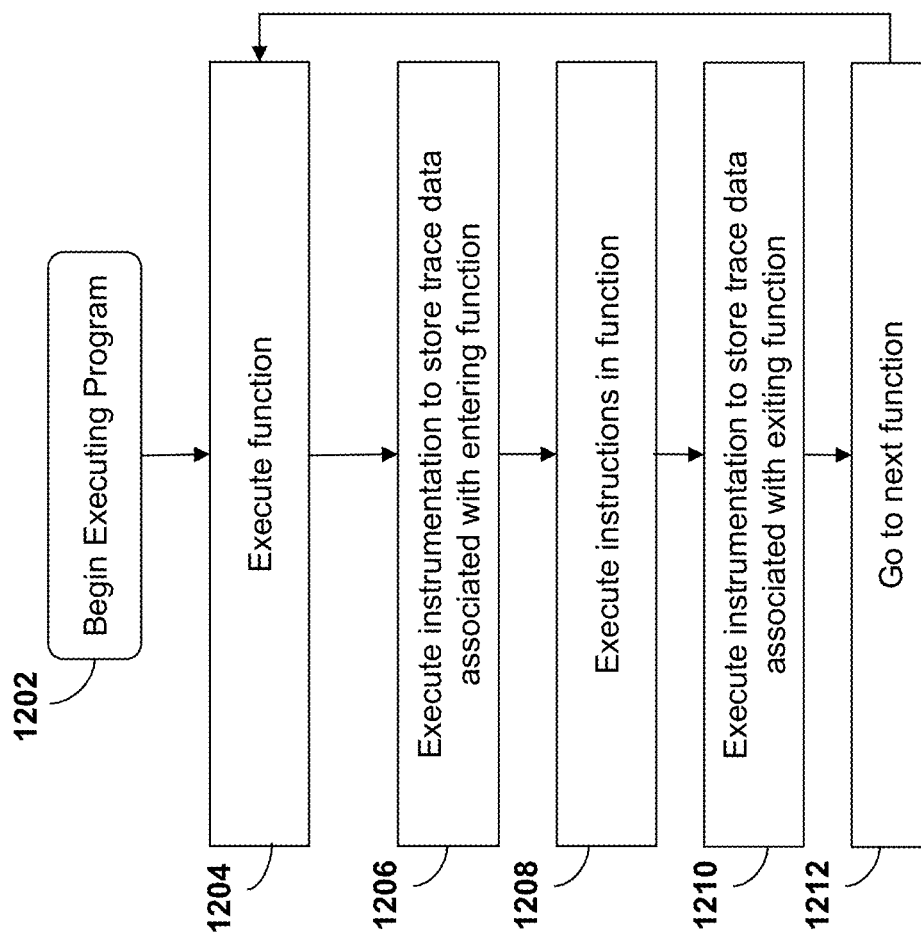 1202
Begin Executing Program
1204
Execute function
1206
Execute instrumentation to store trace data
associated with entering function
1208
Execute instructions in function
1210
Execute instrumentation to store trace data
associated with exiting function
1212
Go to next function